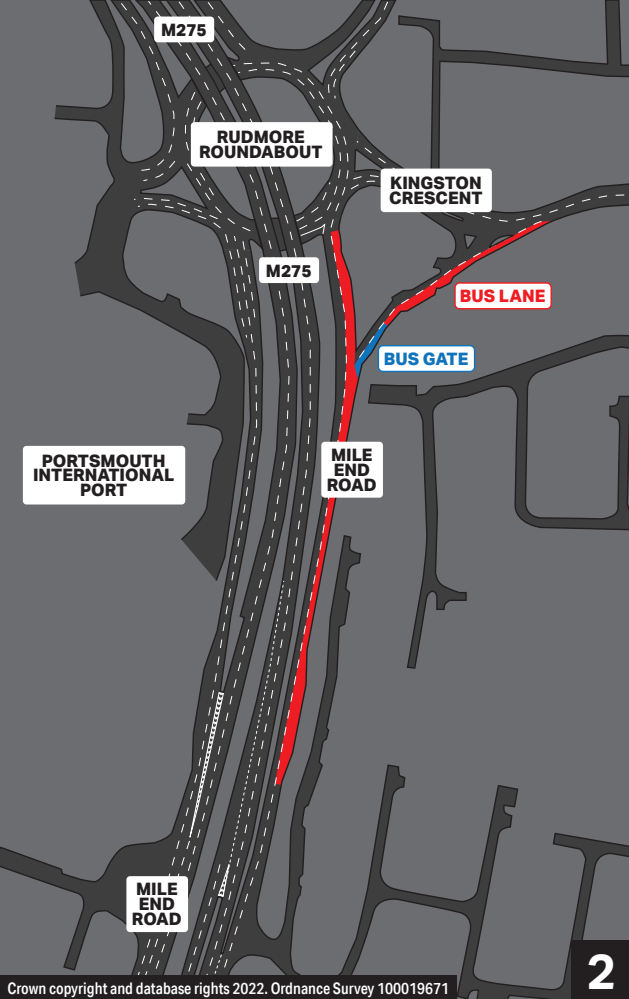 M275
RUDMORE
ROUNDABOUT
KINGSTON
CRESCENT
M275
BUS LANE
BUS GATE
MILE
END
ROAD
PORTSMOUTH
INTERNATIONAL
PORT
MILE
END
ROAD
2
Crown copyright and database rights 2022. Ordnance Survey 100019671